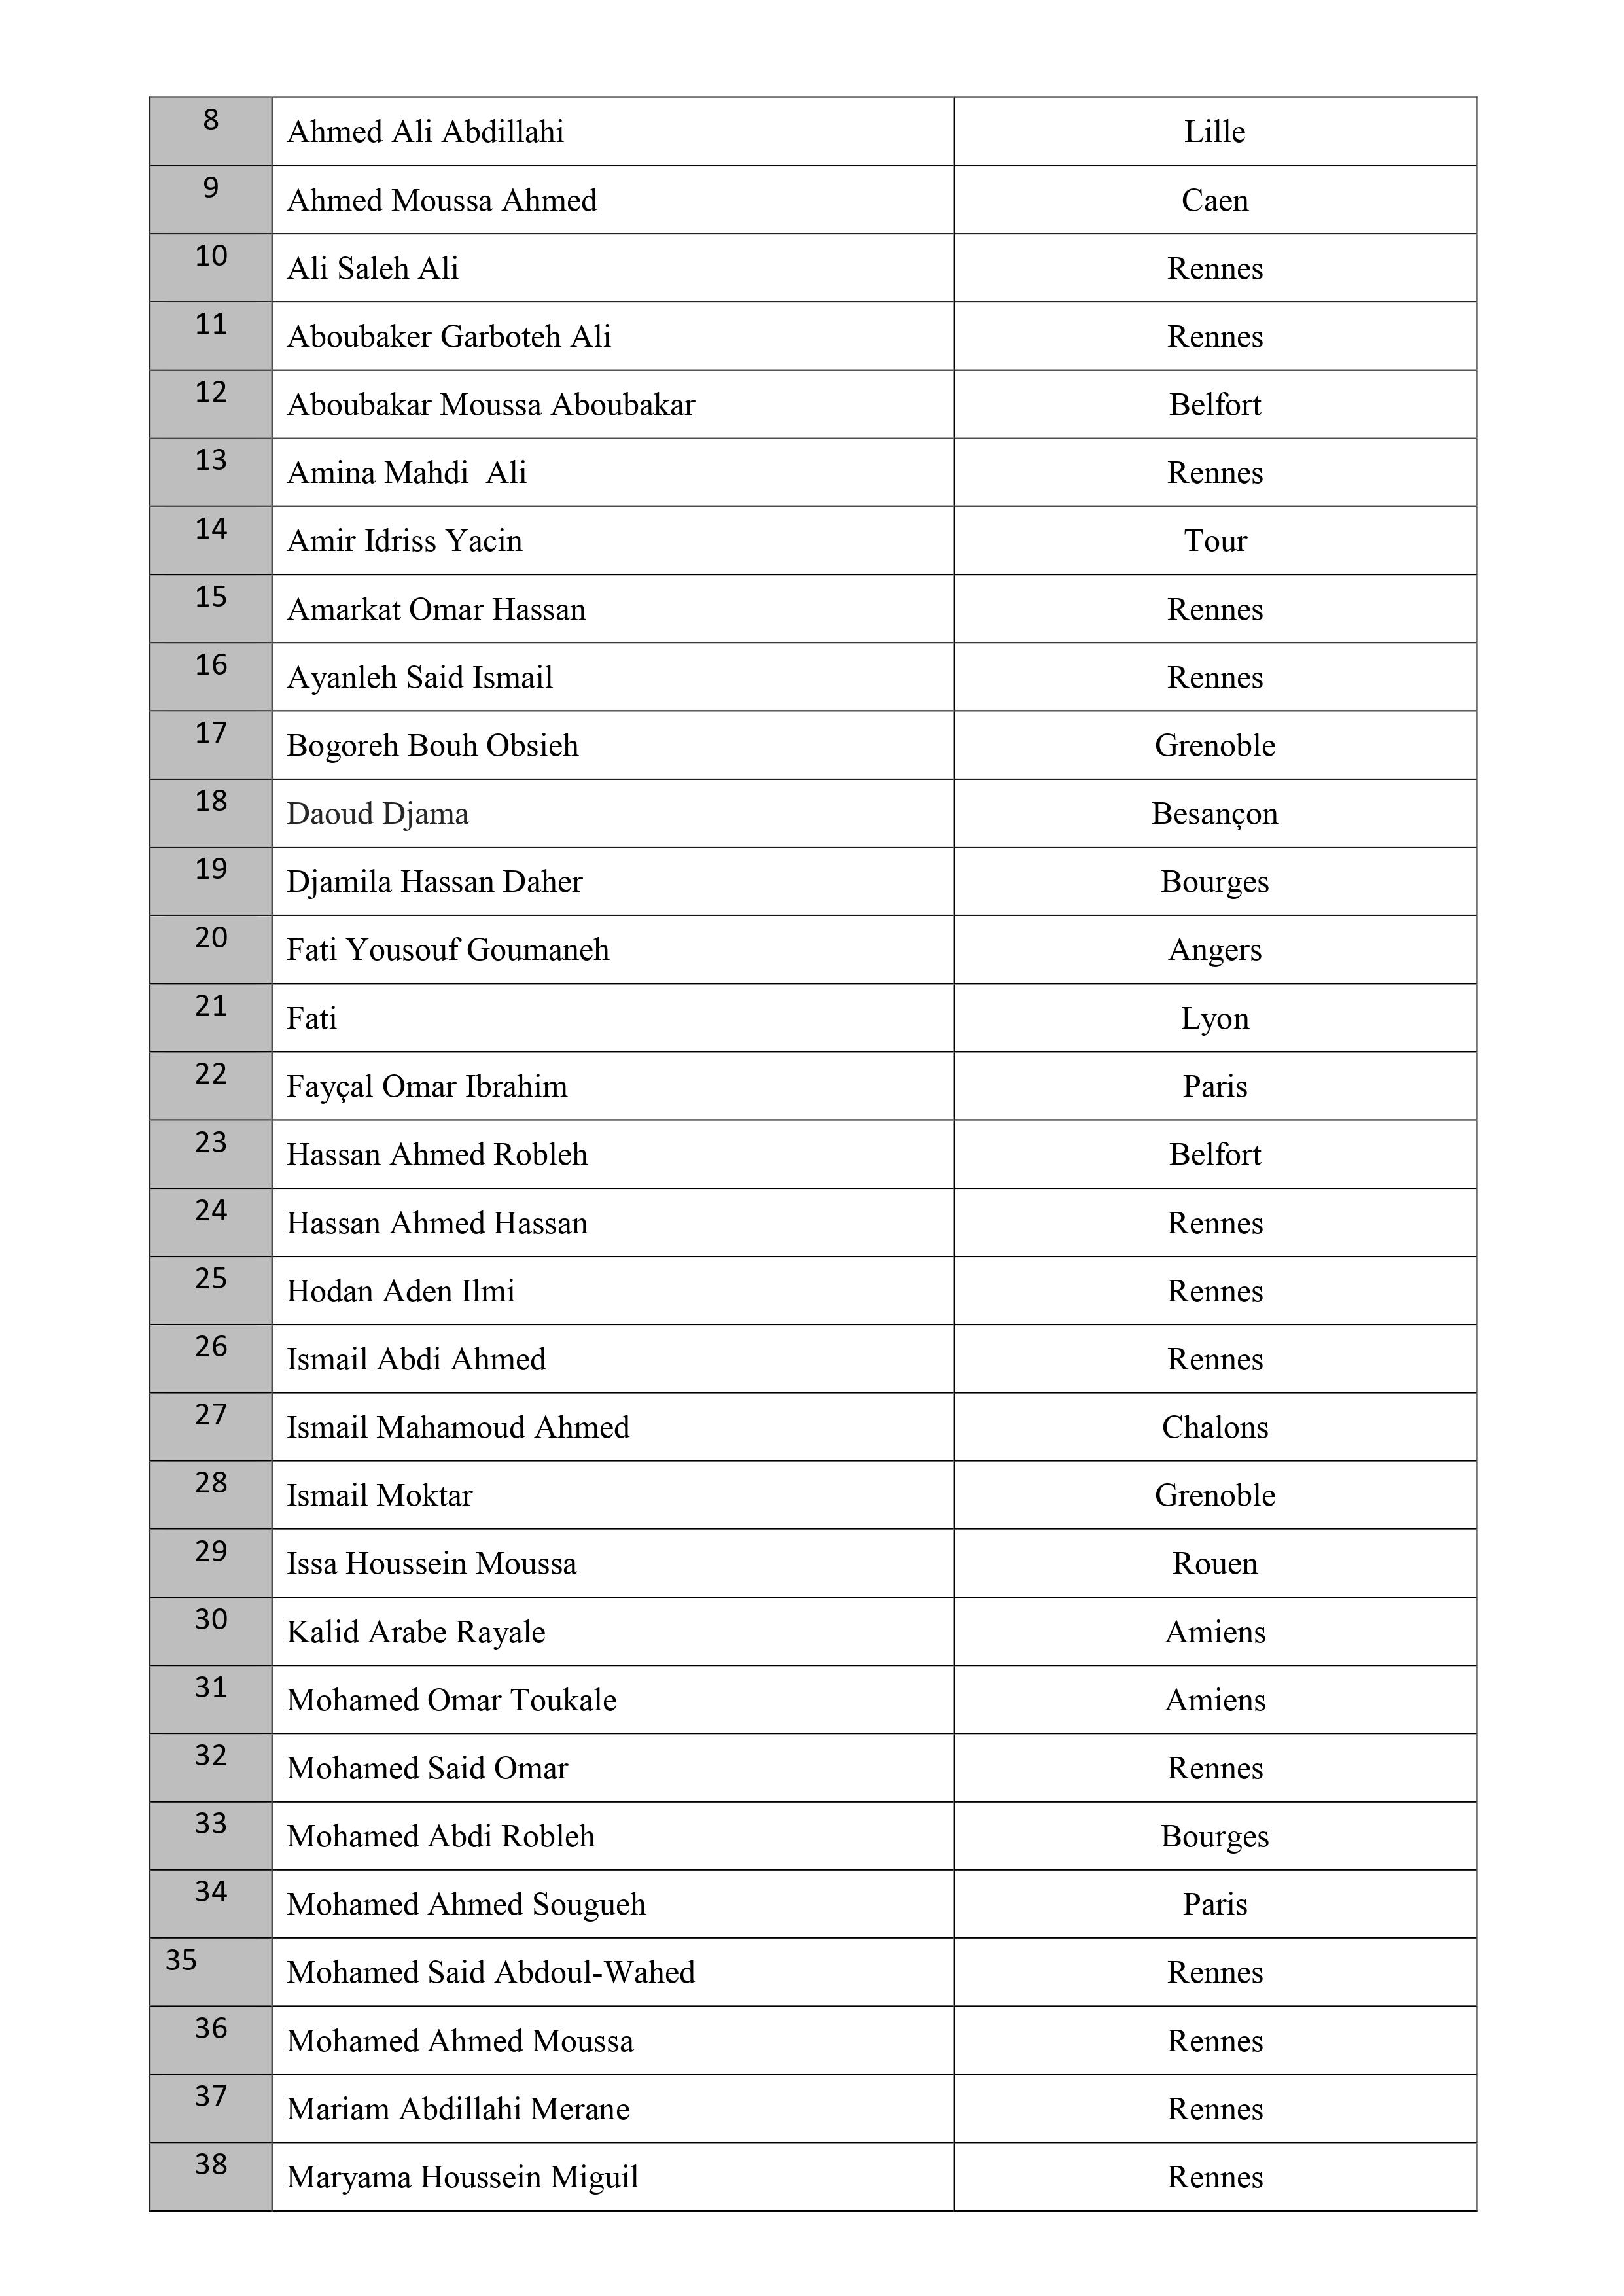 8 Ahmed Ali Abdillahi Lille
9 Ahmed Moussa Ahmed Caen
10 Ali Saleh Ali Rennes
11 Aboubaker Garboteh Ali Rennes
12 Aboubakar Moussa Aboubakar Belfort
13 Amina Mahdi  Ali Rennes
14 Amir Idriss Yacin Tour
15 Amarkat Omar Hassan Rennes
16 Ayanleh Said Ismail Rennes
17 Bogoreh Bouh Obsieh Grenoble
18 Daoud Djama Besançon
19 Djamila Hassan Daher Bourges
20 Fati Yousouf Goumaneh Angers
21 Fati Lyon
22 Fayçal Omar Ibrahim Paris
23 Hassan Ahmed Robleh Belfort
24 Hassan Ahmed Hassan Rennes
25 Hodan Aden Ilmi Rennes
26 Ismail Abdi Ahmed Rennes
27 Ismail Mahamoud Ahmed Chalons
28 Ismail Moktar Grenoble
29 Issa Houssein Moussa Rouen
30 Kalid Arabe Rayale Amiens
31 Mohamed Omar Toukale Amiens
32 Mohamed Said Omar Rennes
33 Mohamed Abdi Robleh Bourges
34 Mohamed Ahmed Sougueh Paris
35 Mohamed Said Abdoul-Wahed Rennes
36 Mohamed Ahmed Moussa Rennes
37 Mariam Abdillahi Merane Rennes
38 Maryama Houssein Miguil Rennes